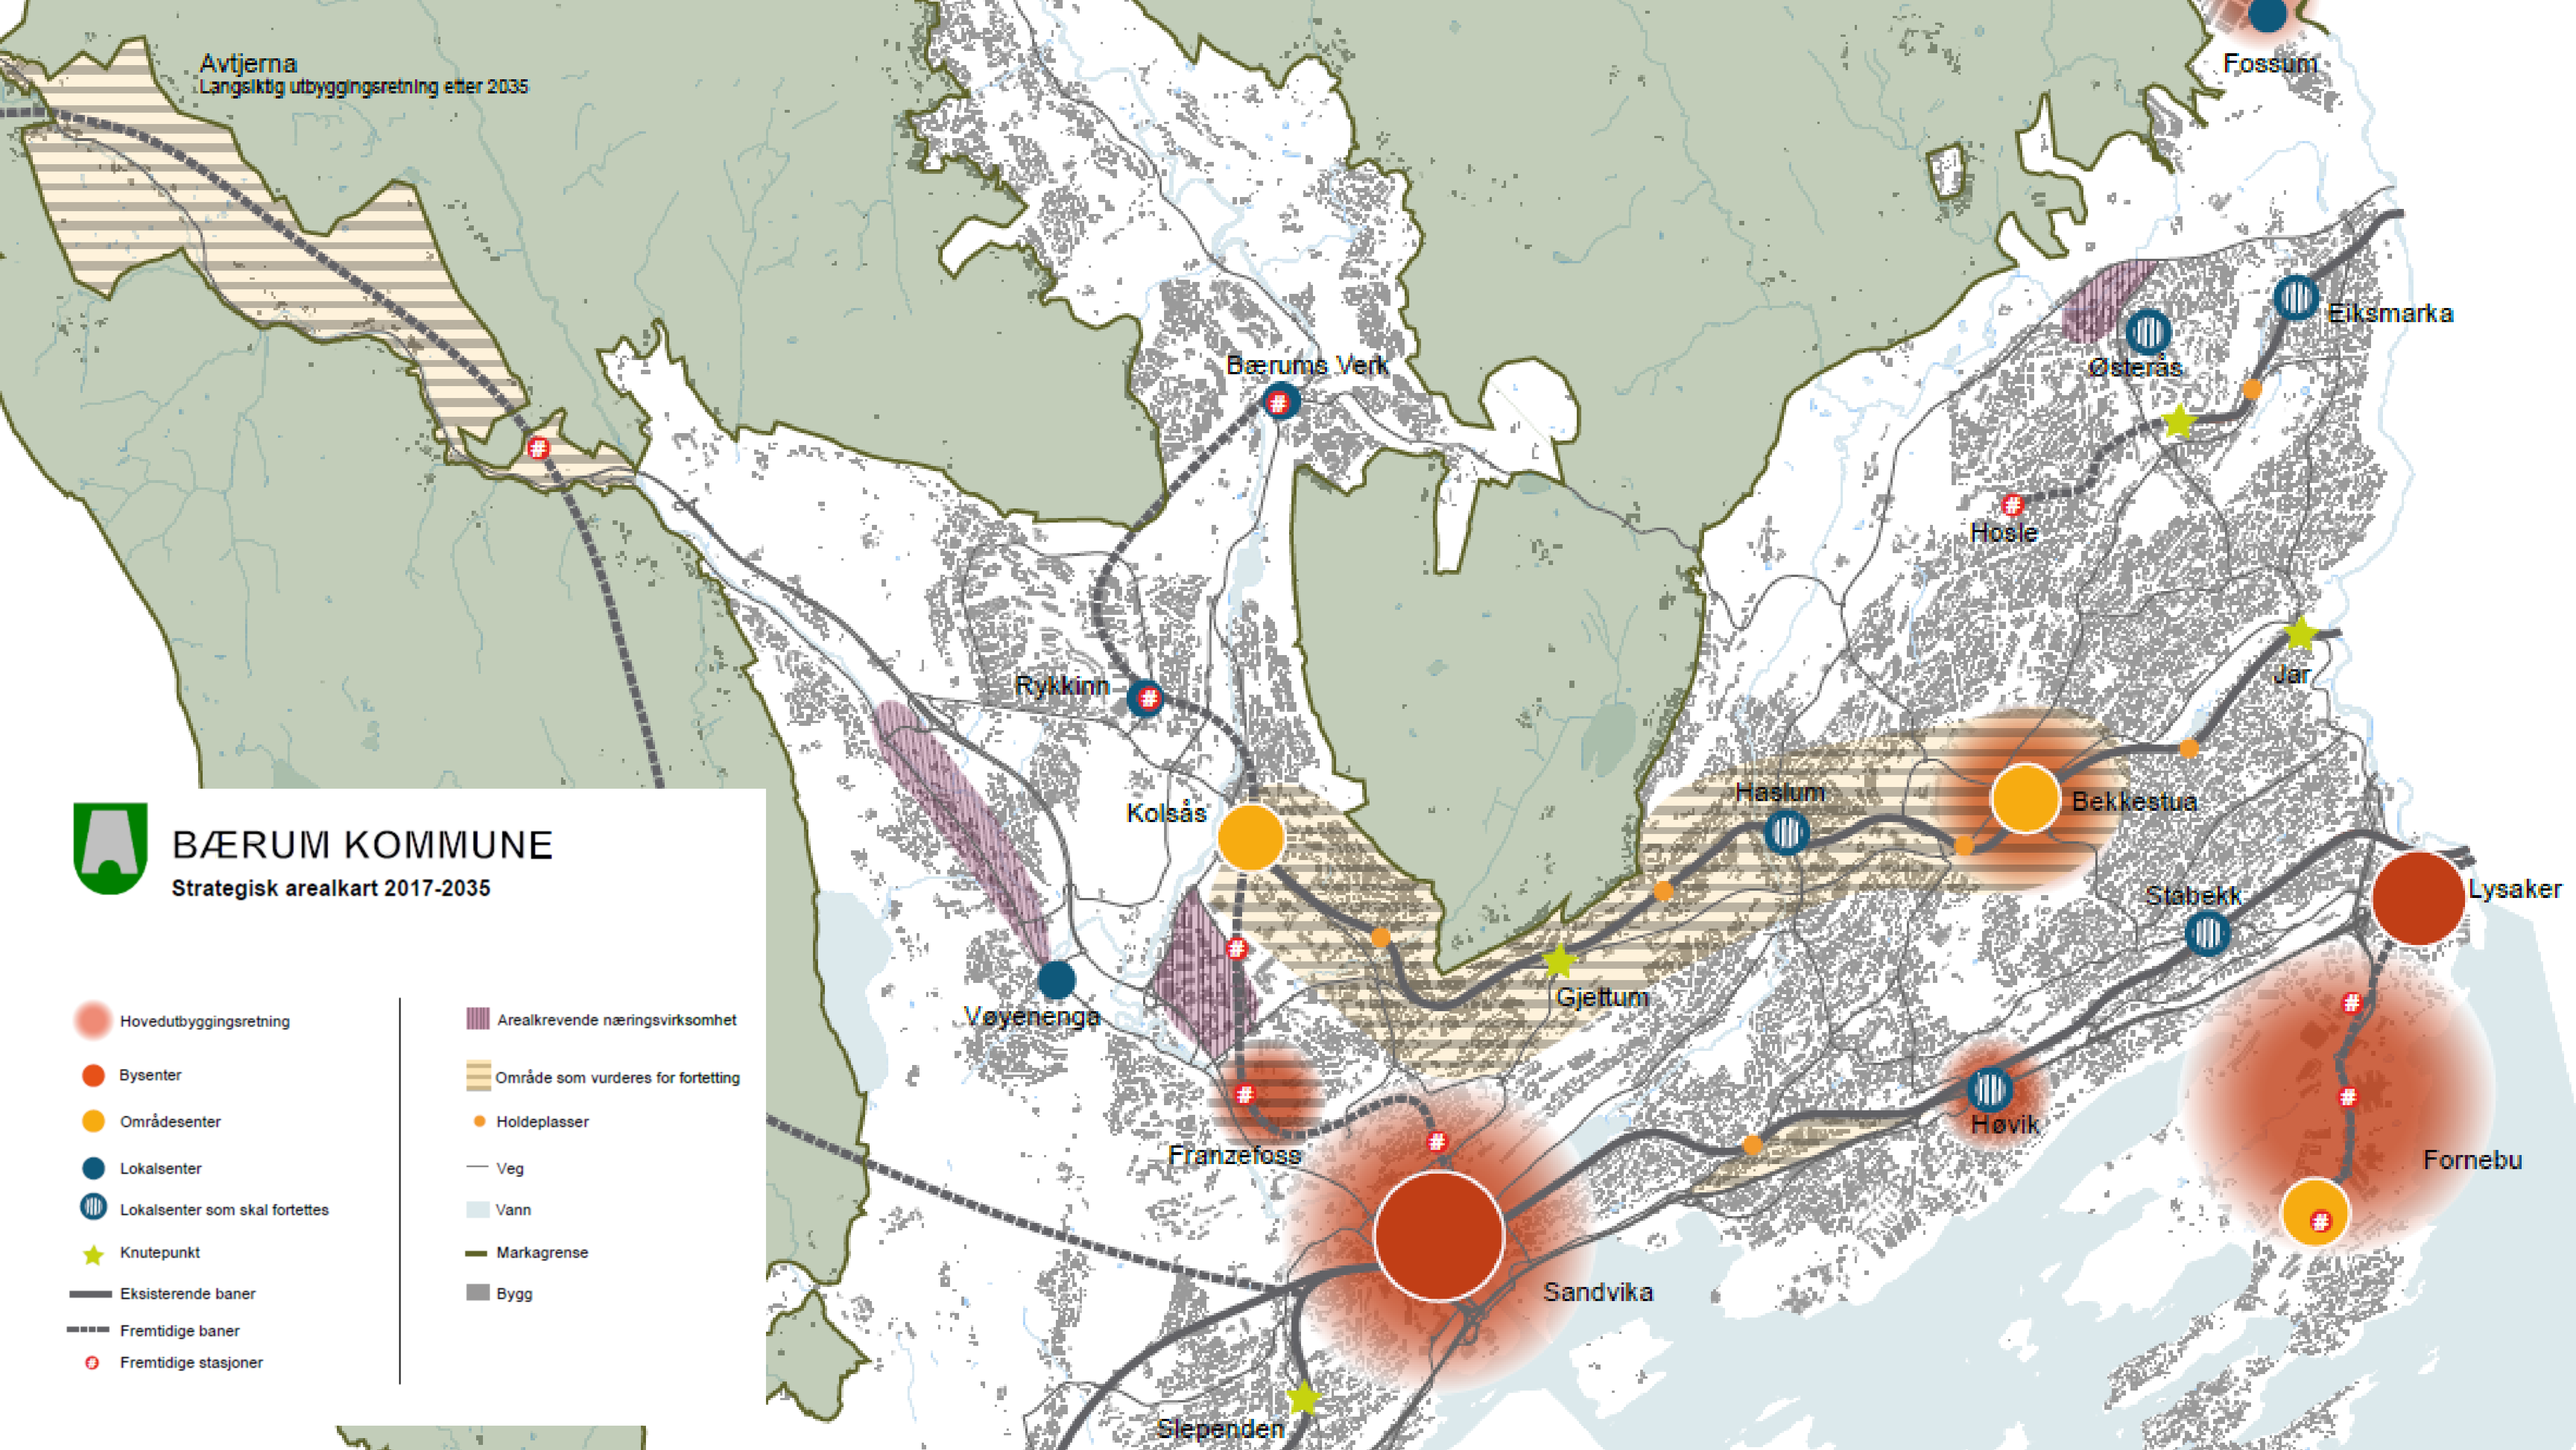 Avtjerna
Langsiktig utbyggingsretning etter 2035
Fossum
Eiksmarka
Østerås
Bærums Verk
Hosle
Jar
Rykkinn
Kolsås
Haslum
Bekkestua
Stabekk
Lysaker
Gjettum
Vøyenenga
Høvik
Franzefoss
Fornebu
Sandvika
Slependen
BÆRUM KOMMUNE
Strategisk arealkart 2017-2035
Hovedutbyggingsretning
Bysenter
Områdesenter
Lokalsenter
Lokalsenter som skal fortettes
Knutepunkt
Eksisterende baner
Fremtidige baner
Fremtidige stasjoner
Arealkrevende næringsvirksomhet
Område som vurderes for fortetting
Holdeplasser
Veg
Vann
Markagrense
Bygg